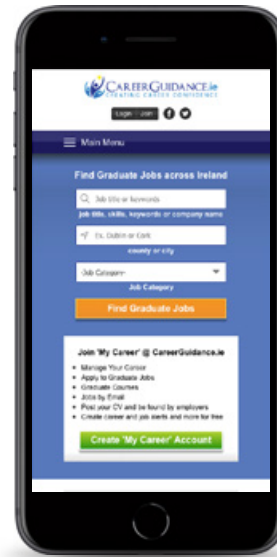 CAREERGUIDANCE.ie
CREATING CAREER CONFIDENCE
Login Join
Main Menu
Find Graduate Jobs across Ireland
Job title or keywords
job title, skills, keywords or company name
Ex. Dublin or Cork
county or city
-Job Category-
Job Category
Find Graduate Jobs
Join 'My Career' @ CareerGuidance.ie
Manage Your Career
Apply to Graduate Jobs
Graduate Courses
Jobs by Email
Post your CV and be found by employers
Create career and job alerts and more for free
Create 'My Career' Account